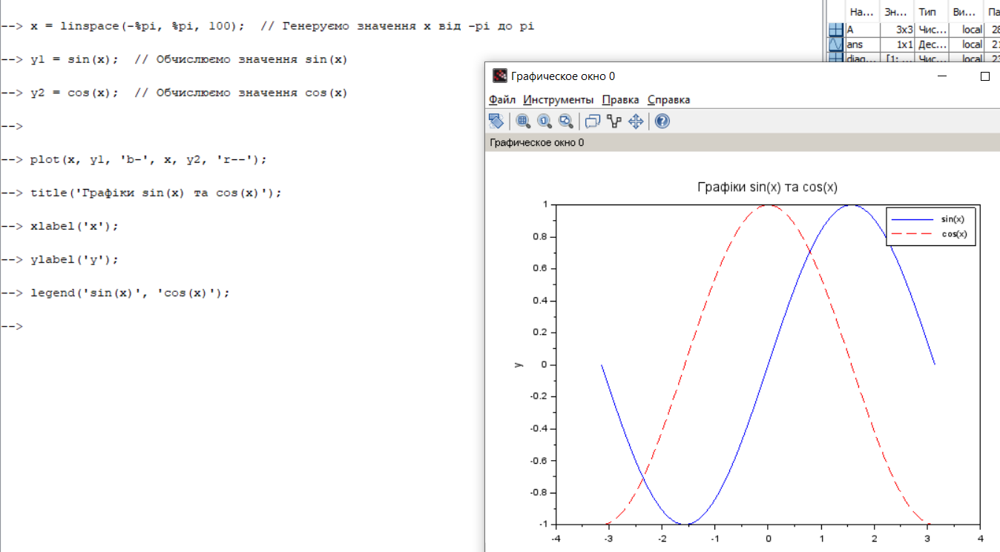 --> x = linspace(-%pi, %pi, 100);  // Генеруємо значення x від -pi до pi
--> y1 = sin(x);  // Обчислюємо значення sin(x)
--> y2 = cos(x);  // Обчислюємо значення cos(x)
-->
--> plot(x, y1, 'b-', x, y2, 'r--');
--> title('Графіки sin(x) та cos(x)');
--> xlabel('x');
--> ylabel('y');
--> legend('sin(x)', 'cos(x)');
-->
На... Зн... Тип Ви... Па
A 3x3 Чис... local 28
ans 1x1 Дес... local 21
diag... [1: ... Чис... local 23
Графическое окно 0
Файл Инструменты Правка Справка
Графическое окно 0
Графіки sin(x) та cos(x)
sin(x)
cos(x)
1
0.8
0.6
0.4
0.2
0
-0.2
-0.4
-0.6
-0.8
-1
y
-4 -3 -2 -1 0 1 2 3 4